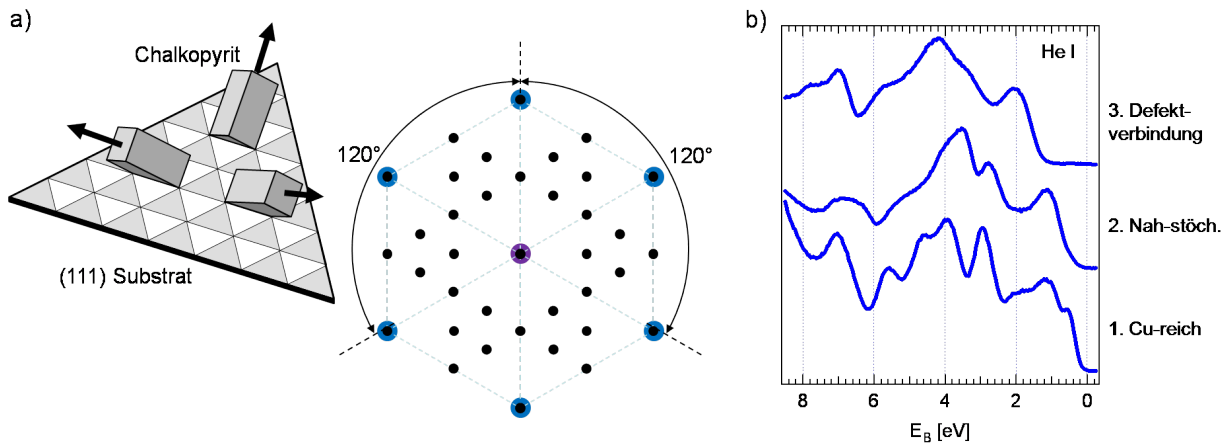 a)
Chalkopyrit
(111) Substrat
120°
120°
b)
He I
3. Defekt-
verbindung
2. Nah-stöch.
1. Cu-reich
8 6 4 2 0
E_B [eV]